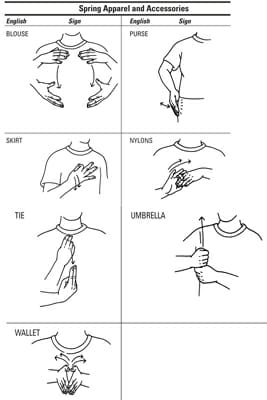 Spring Apparel and Accessories
English Sign English Sign
BLOUSE PURSE
SKIRT NYLONS
TIE UMBRELLA
WALLET